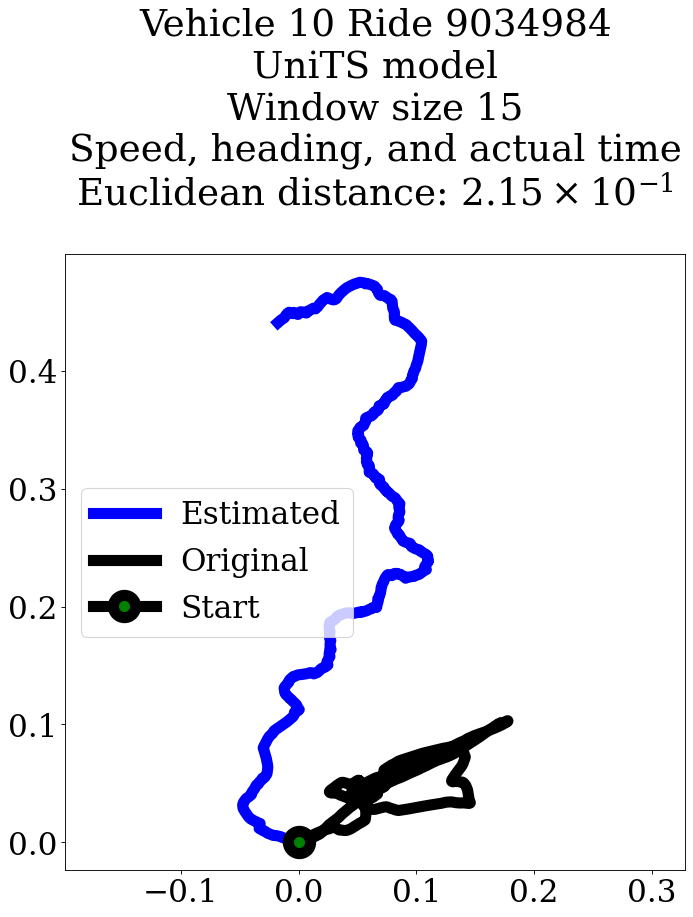 Vehicle 10 Ride 9034984
UniTS model
Window size 15
Speed, heading, and actual time
Euclidean distance: 2.15 × 10⁻¹
0.4
0.3
Estimated
Original
Start
0.2
0.1
0.0
−0.1 0.0 0.1 0.2 0.3